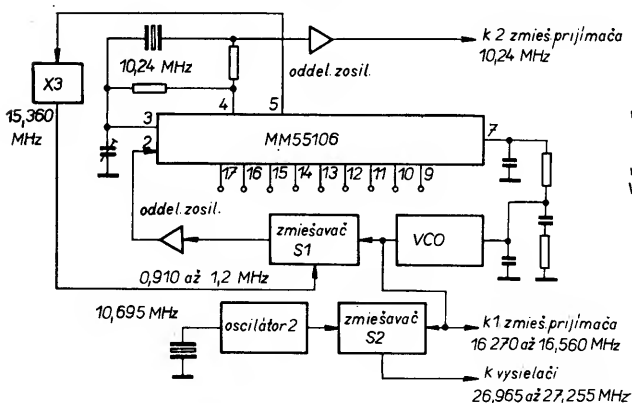 k 2 zmieš. prijímača
10,24 MHz
10,24 MHz
oddel. zosil.
X3
15,360
MHz
4
5
3
2
MM55106
7
17 16 15 14 13 12 11 10 9
oddel. zosil.
zmiešavač
S1
VCO
0,910 až 1,2 MHz
10,695 MHz
oscilátor 2
zmiešavač
S2
k1 zmieš. prijímača
16 270 až 16,560 MHz
k vysielači
26,965 až 27,255 MHz